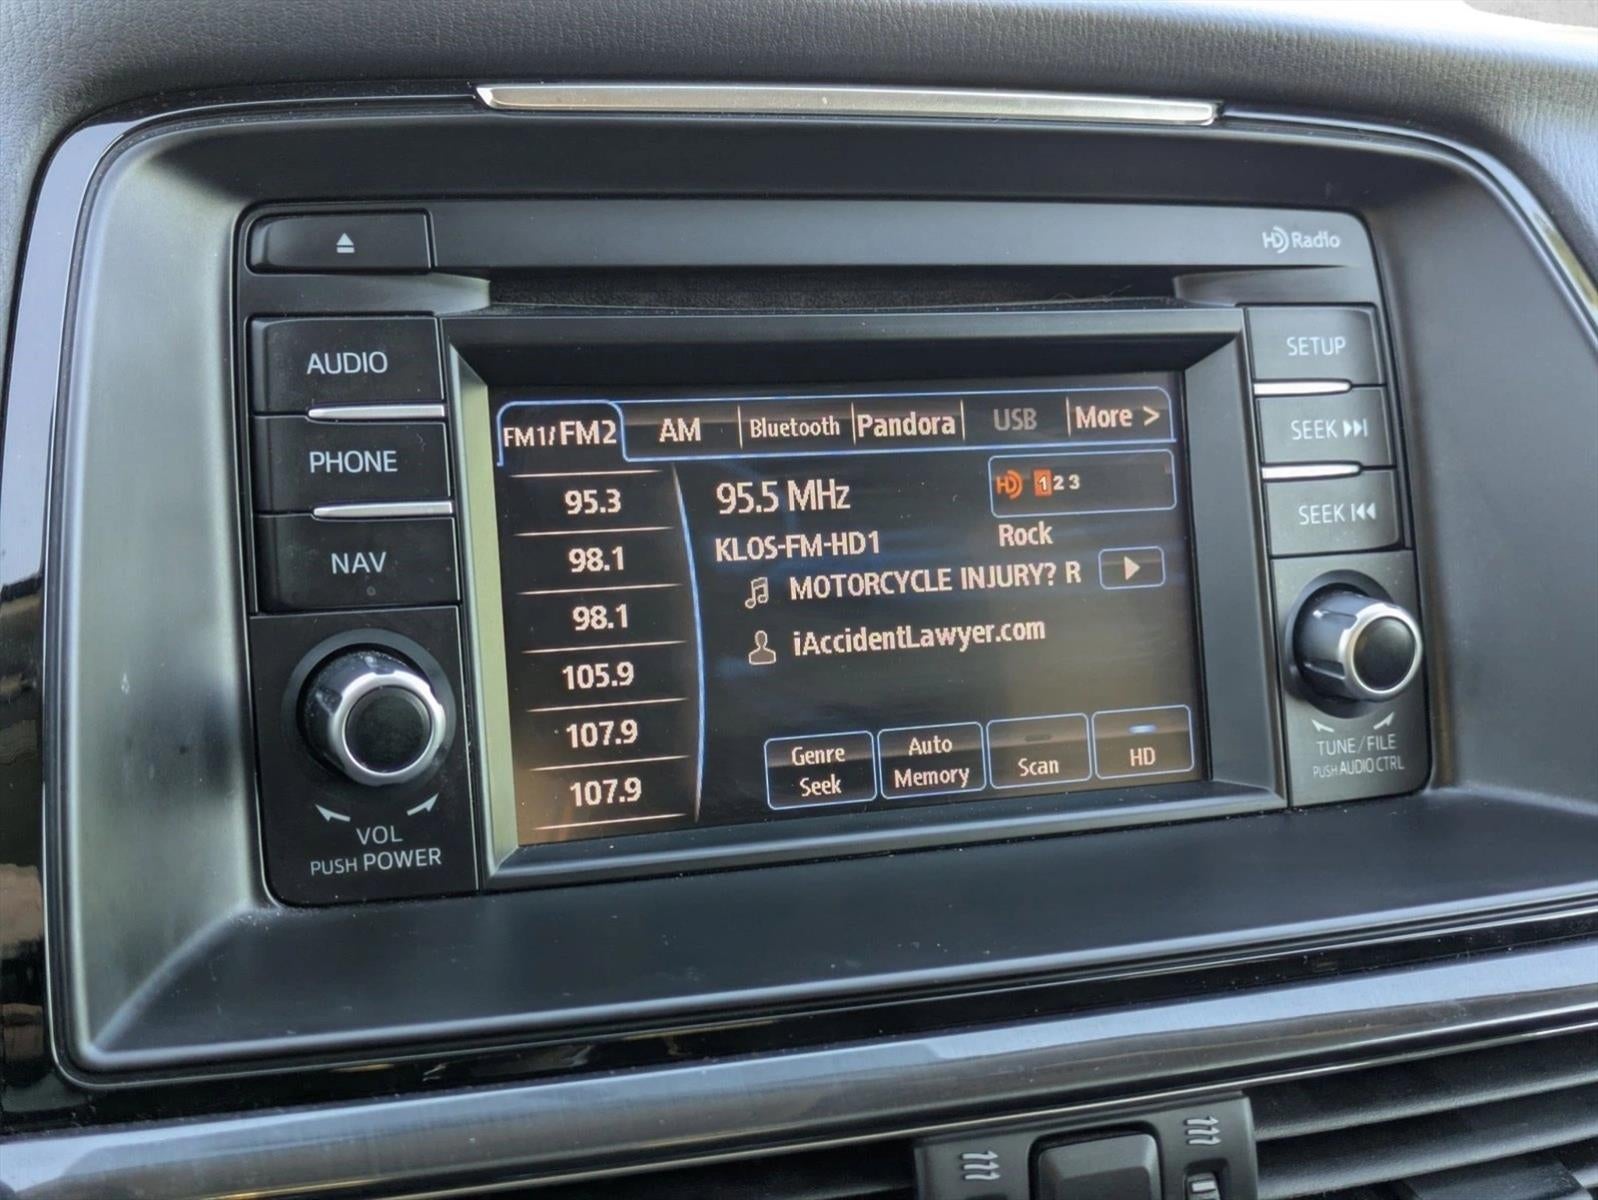 HD Radio
AUDIO
PHONE
NAV
VOL
PUSH POWER
FM1/FM2 AM Bluetooth Pandora USB More >
95.3
98.1
98.1
105.9
107.9
107.9
95.5 MHz
HD 1 2 3
KLOS-FM-HD1
Rock
MOTORCYCLE INJURY? R
iAccidentLawyer.com
Genre
Seek
Auto
Memory
Scan
HD
SETUP
SEEK
SEEK
TUNE/FILE
PUSH AUDIO CTRL